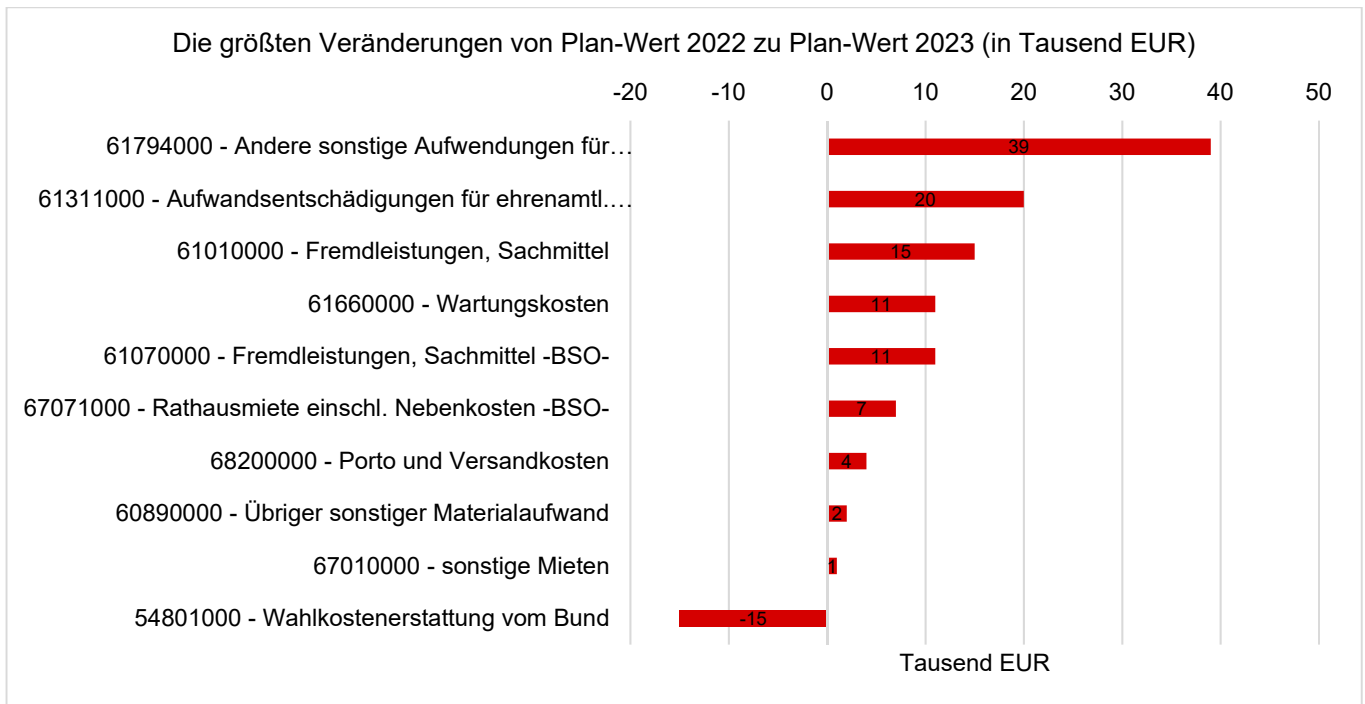 Die größten Veränderungen von Plan-Wert 2022 zu Plan-Wert 2023 (in Tausend EUR)
-20 -10 0 10 20 30 40 50
61794000 - Andere sonstige Aufwendungen für… 39
61311000 - Aufwandsentschädigungen für ehrenamtl.… 20
61010000 - Fremdleistungen, Sachmittel 15
61660000 - Wartungskosten 11
61070000 - Fremdleistungen, Sachmittel -BSO- 11
67071000 - Rathausmiete einschl. Nebenkosten -BSO- 7
68200000 - Porto und Versandkosten 4
60890000 - Übriger sonstiger Materialaufwand 2
67010000 - sonstige Mieten 1
54801000 - Wahlkostenerstattung vom Bund -15
Tausend EUR